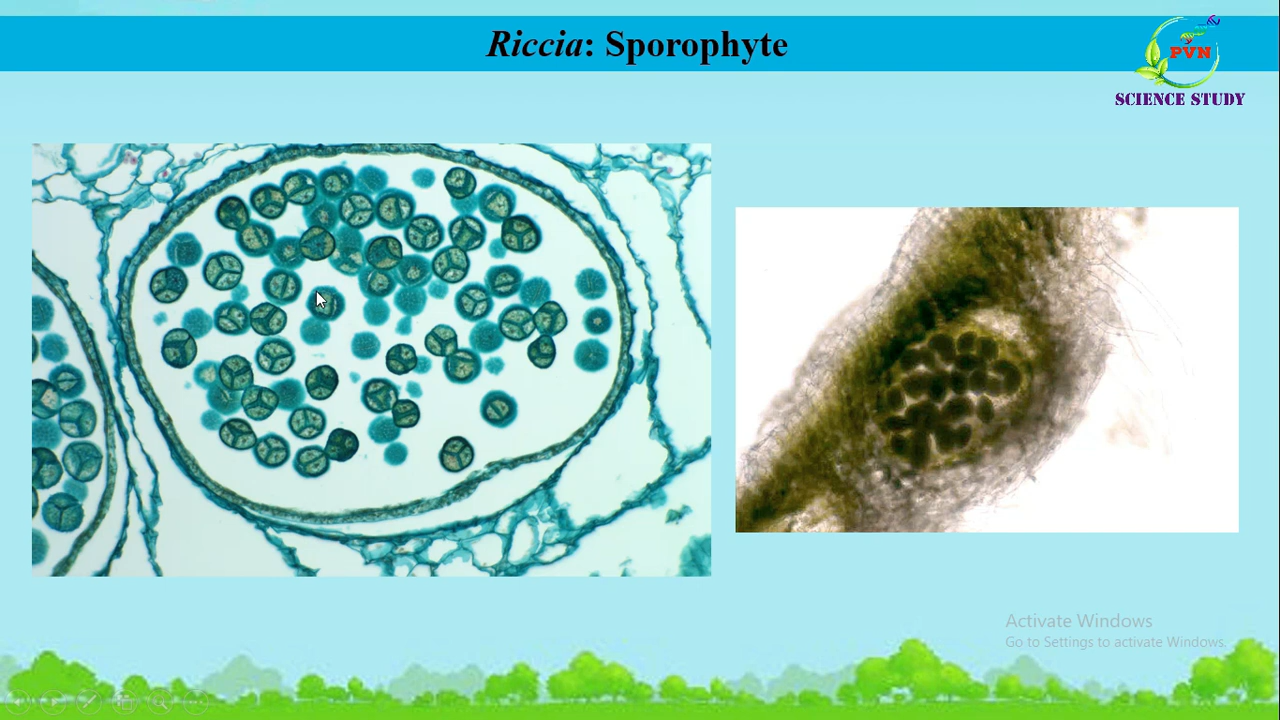 Riccia: Sporophyte
PVN
SCIENCE STUDY
Activate Windows
Go to Settings to activate Windows.